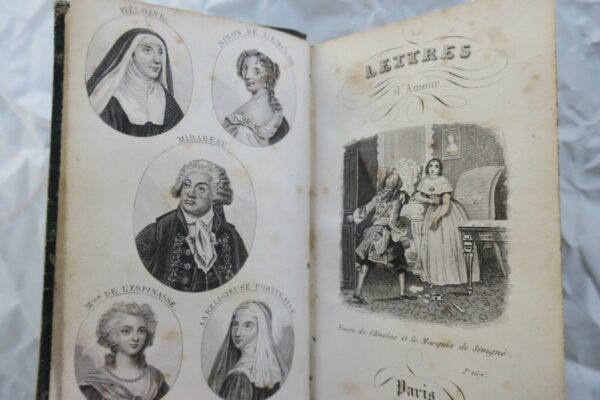 HÉLOISE.
NINON DE L'ENCLOS
MIRABEAU
Mlle DE L'ESPINASSE.
LA RELIGIEUSE PORTUGAISE.
LETTRES
d'Amour.
Ninon de l'Enclos et le Marquis de Sévigné.
Paris